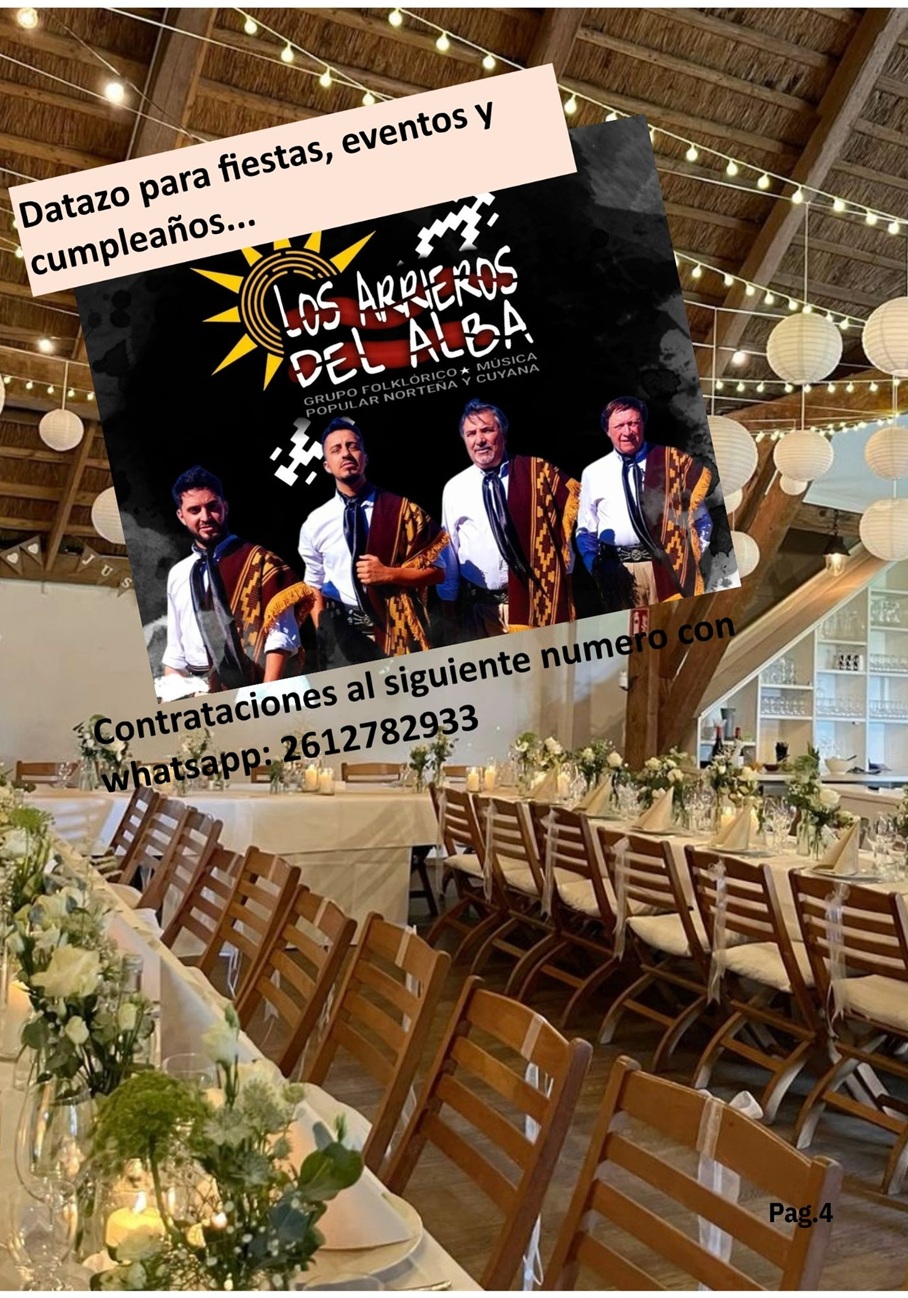 Datazo para fiestas, eventos y
cumpleaños...
LOS ARRIEROS
DEL ALBA
GRUPO FOLKLÓRICO ★ MÚSICA
POPULAR NORTEÑA Y CUYANA
Contrataciones al siguiente numero con
whatsapp: 2612782933
JUS
Pag.4